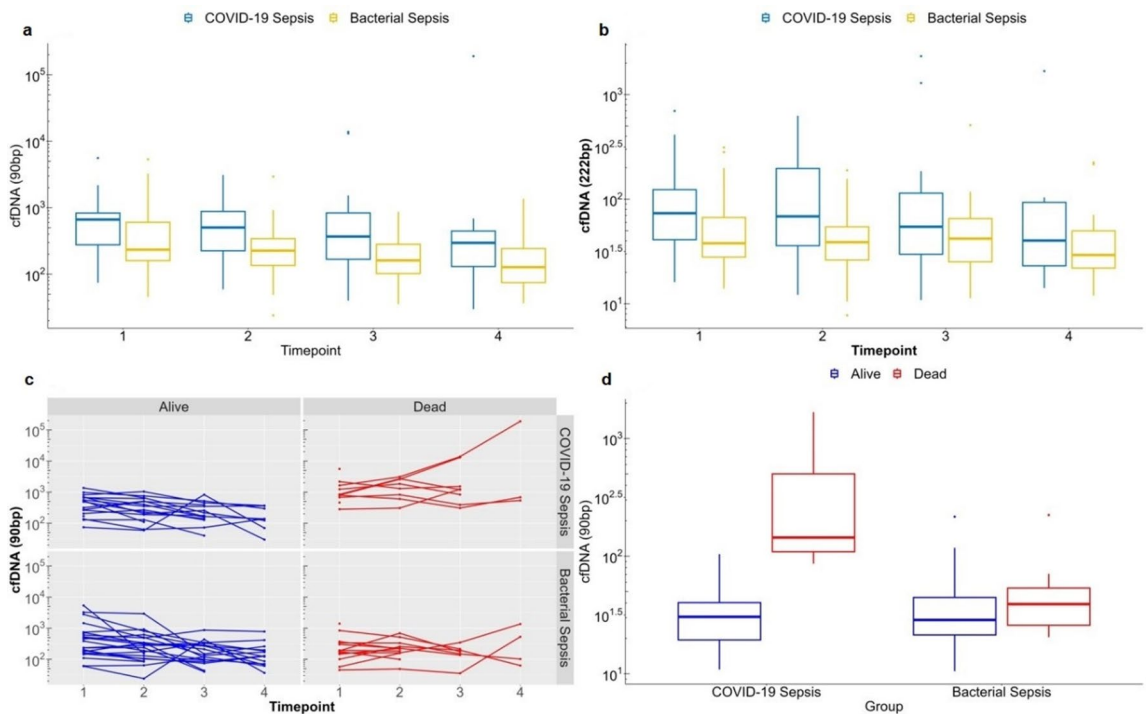 a
COVID-19 Sepsis Bacterial Sepsis
cfDNA (90bp)
10^5
10^4
10^3
10^2
1 2 3 4
Timepoint
b
COVID-19 Sepsis Bacterial Sepsis
cfDNA (222bp)
10^3
10^2.5
10^2
10^1.5
10^1
1 2 3 4
Timepoint
c
Alive Dead
cfDNA (90bp)
COVID-19 Sepsis
10^5
10^4
10^3
10^2
Bacterial Sepsis
10^5
10^4
10^3
10^2
1 2 3 4 1 2 3 4
Timepoint
d
Alive Dead
cfDNA (90bp)
10^3
10^2.5
10^2
10^1.5
10^1
COVID-19 Sepsis Bacterial Sepsis
Group